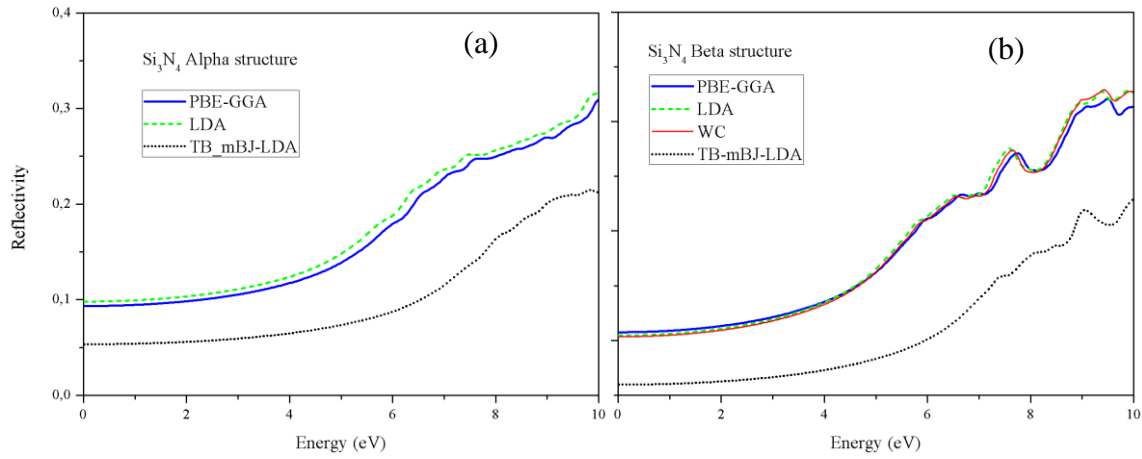 0,4
0,3
0,2
0,1
0,0
Reflectivity
(a)
Si3N4 Alpha structure
PBE-GGA
LDA
TB_mBJ-LDA
0 2 4 6 8 10
Energy (eV)
(b)
Si3N4 Beta structure
PBE-GGA
LDA
WC
TB-mBJ-LDA
0 2 4 6 8 10
Energy (eV)